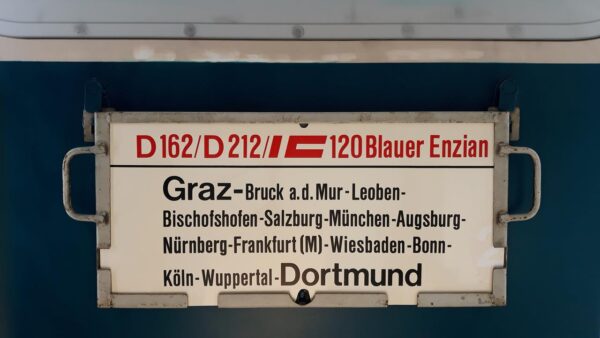 D162/D212/IC 120 Blauer Enzian
Graz-Bruck a.d. Mur-Leoben-
Bischofshofen-Salzburg-München-Augsburg-
Nürnberg-Frankfurt (M)-Wiesbaden-Bonn-
Köln-Wuppertal-Dortmund